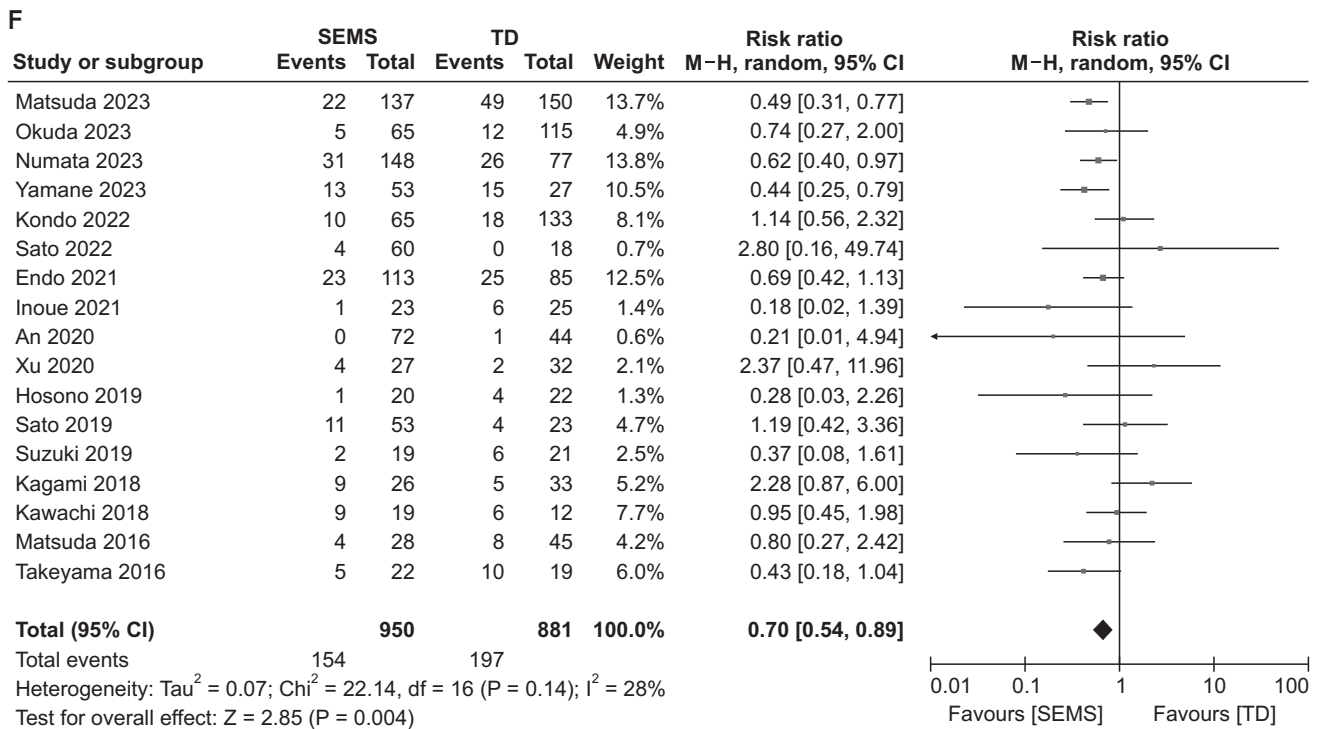 F
SEMS TD Risk ratio Risk ratio
Study or subgroup Events Total Events Total Weight M−H, random, 95% CI M−H, random, 95% CI
Matsuda 2023 22 137 49 150 13.7% 0.49 [0.31, 0.77]
Okuda 2023 5 65 12 115 4.9% 0.74 [0.27, 2.00]
Numata 2023 31 148 26 77 13.8% 0.62 [0.40, 0.97]
Yamane 2023 13 53 15 27 10.5% 0.44 [0.25, 0.79]
Kondo 2022 10 65 18 133 8.1% 1.14 [0.56, 2.32]
Sato 2022 4 60 0 18 0.7% 2.80 [0.16, 49.74]
Endo 2021 23 113 25 85 12.5% 0.69 [0.42, 1.13]
Inoue 2021 1 23 6 25 1.4% 0.18 [0.02, 1.39]
An 2020 0 72 1 44 0.6% 0.21 [0.01, 4.94]
Xu 2020 4 27 2 32 2.1% 2.37 [0.47, 11.96]
Hosono 2019 1 20 4 22 1.3% 0.28 [0.03, 2.26]
Sato 2019 11 53 4 23 4.7% 1.19 [0.42, 3.36]
Suzuki 2019 2 19 6 21 2.5% 0.37 [0.08, 1.61]
Kagami 2018 9 26 5 33 5.2% 2.28 [0.87, 6.00]
Kawachi 2018 9 19 6 12 7.7% 0.95 [0.45, 1.98]
Matsuda 2016 4 28 8 45 4.2% 0.80 [0.27, 2.42]
Takeyama 2016 5 22 10 19 6.0% 0.43 [0.18, 1.04]
Total (95% CI) 950 881 100.0% 0.70 [0.54, 0.89]
Total events 154 197
Heterogeneity: Tau² = 0.07; Chi² = 22.14, df = 16 (P = 0.14); I² = 28%
Test for overall effect: Z = 2.85 (P = 0.004)
0.01 0.1 1 10 100
Favours [SEMS] Favours [TD]